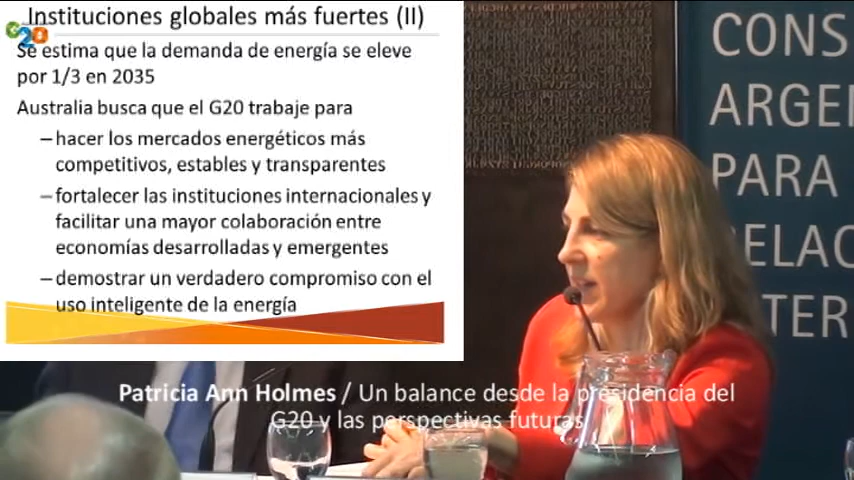 Instituciones globales más fuertes (II)
G20
Se estima que la demanda de energía se eleve
por 1/3 en 2035
Australia busca que el G20 trabaje para
– hacer los mercados energéticos más
competitivos, estables y transparentes
– fortalecer las instituciones internacionales y
facilitar una mayor colaboración entre
economías desarrolladas y emergentes
– demostrar un verdadero compromiso con el
uso inteligente de la energía
CONS
ARGE
PARA
RELAC
TER
Patricia Ann Holmes / Un balance desde la presidencia del
G20 y las perspectivas futuras